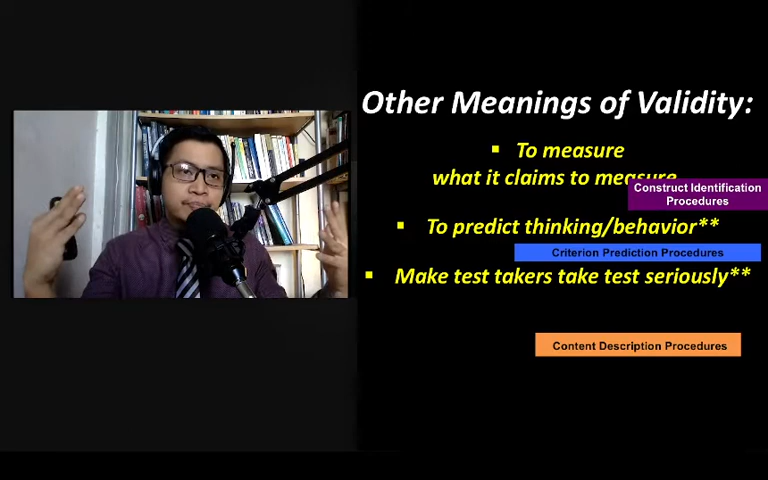 Other Meanings of Validity:
▪ To measure
what it claims to measure
Construct Identification
Procedures
▪ To predict thinking/behavior**
Criterion Prediction Procedures
▪ Make test takers take test seriously**
Content Description Procedures